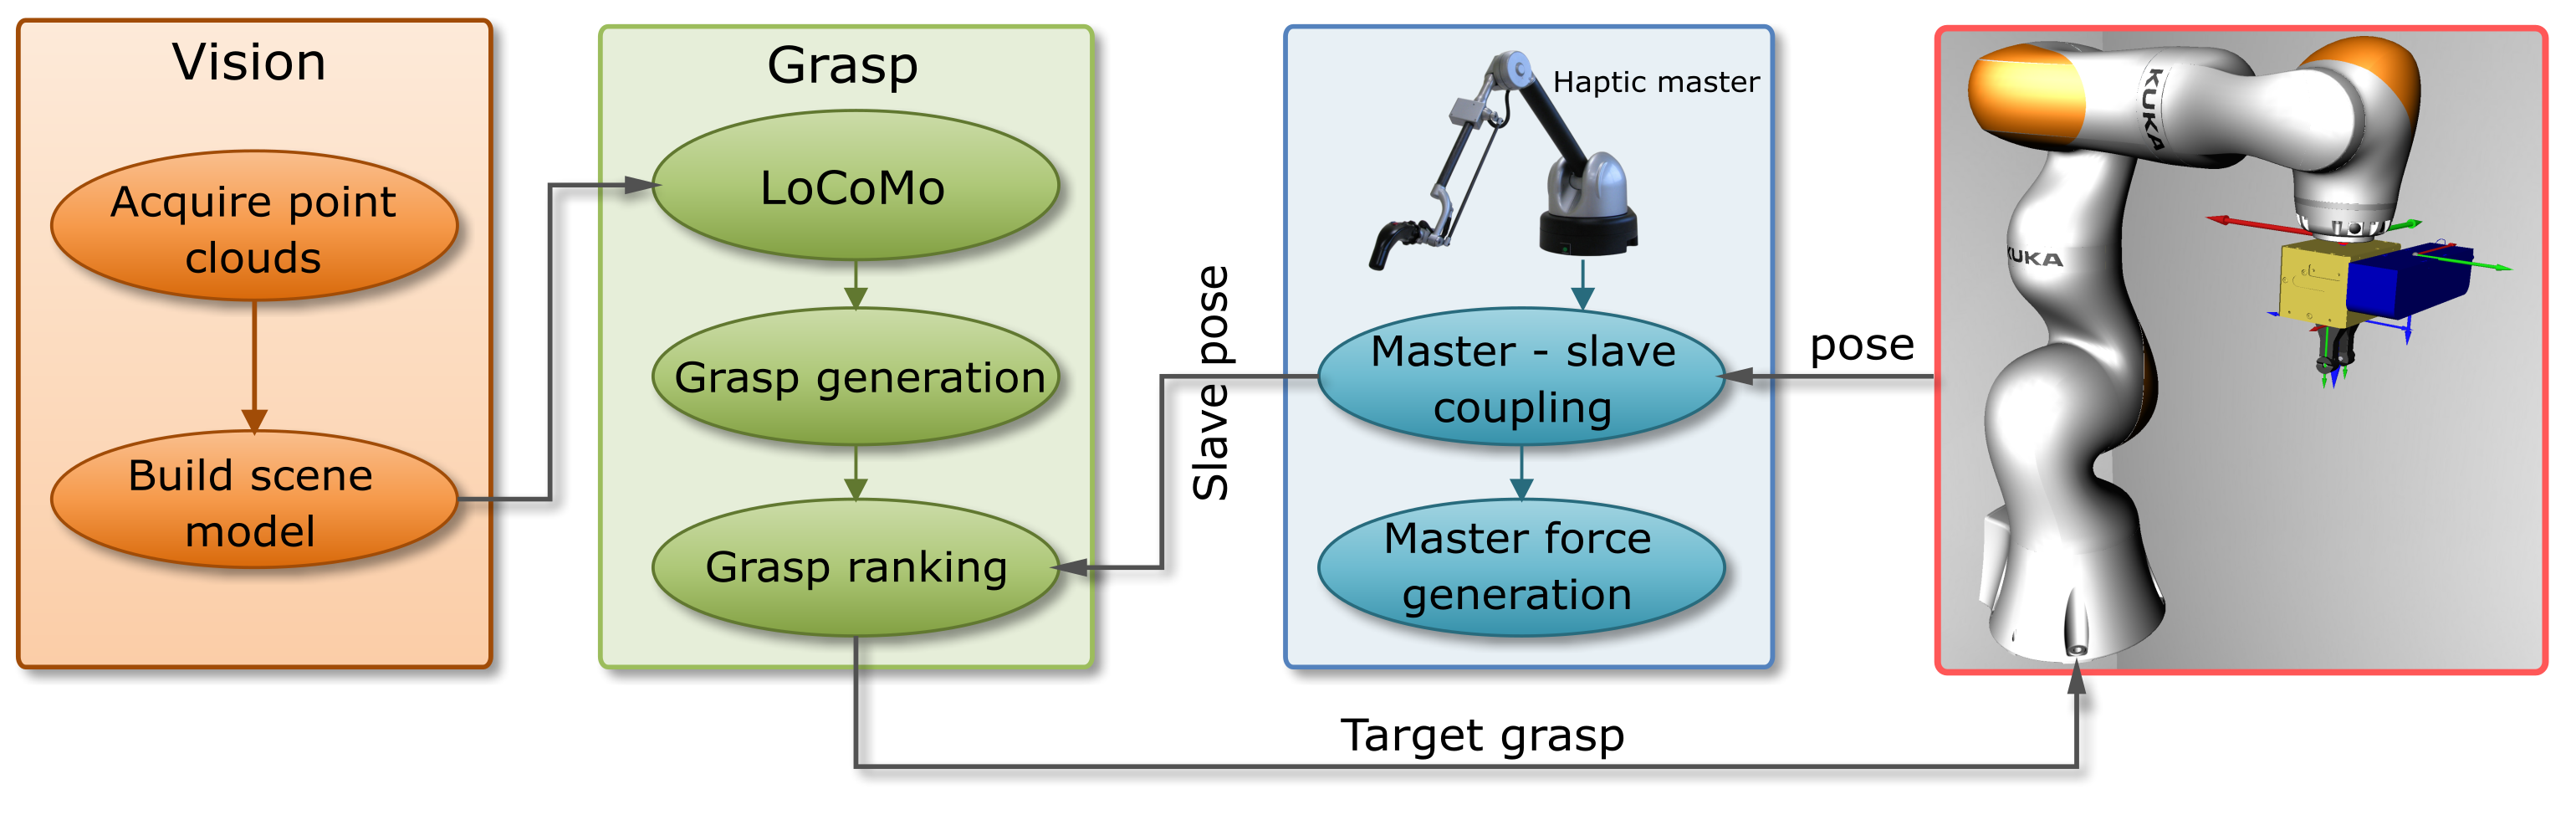 Vision
Acquire point
clouds
Build scene
model
Grasp
LoCoMo
Grasp generation
Grasp ranking
Slave pose
Haptic master
Master - slave
coupling
Master force
generation
pose
KUKA
KUKA
Target grasp